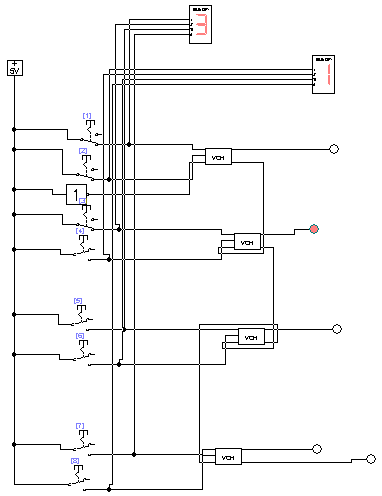 3
1
+
5V
[1]
VCH
[2]
1
[3]
[4]
VCH
[5]
VCH
[6]
[7]
VCH
[8]